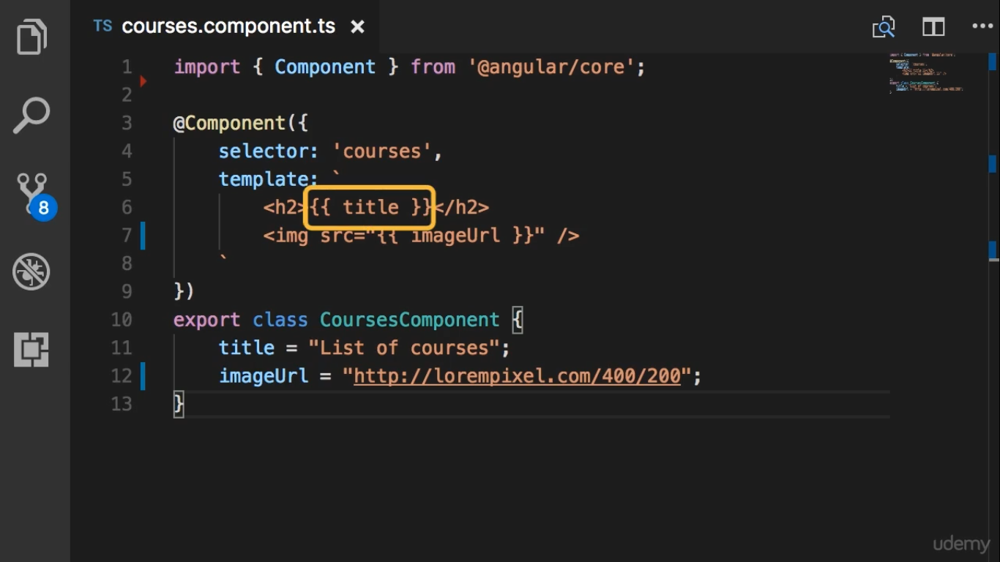 TS courses.component.ts ×
1 import { Component } from '@angular/core';
2
3 @Component({
4 selector: 'courses',
5 template: `
6 <h2>{{ title }}</h2>
7 <img src="{{ imageUrl }}" />
8 `
9 })
10 export class CoursesComponent {
11 title = "List of courses";
12 imageUrl = "http://lorempixel.com/400/200";
13 }
8
udemy